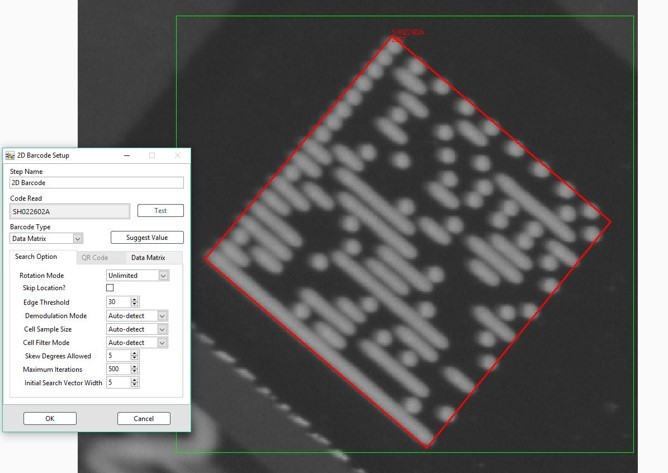 2D Barcode Setup
Step Name
2D Barcode
Code Read
SH022602A
Test
Barcode Type
Data Matrix
Suggest Value
Search Option
QR Code
Data Matrix
Rotation Mode
Unlimited
Skip Location?
Edge Threshold
30
Demodulation Mode
Auto-detect
Cell Sample Size
Auto-detect
Cell Filter Mode
Auto-detect
Skew Degrees Allowed
5
Maximum Iterations
500
Initial Search Vector Width
5
OK
Cancel